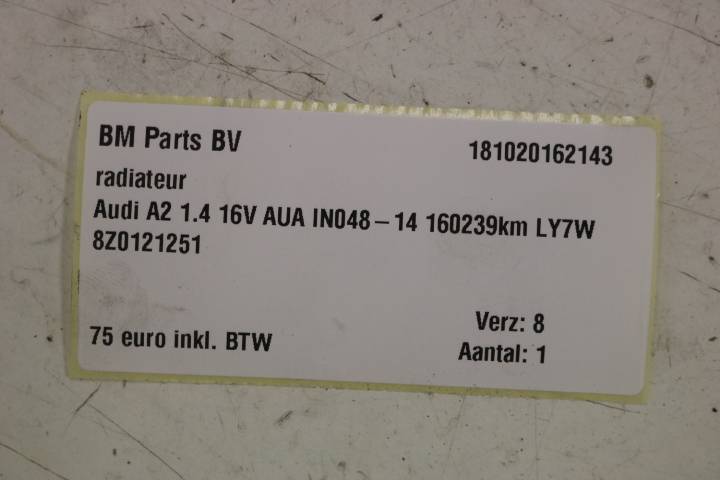 BM Parts BV
181020162143
radiateur
Audi A2 1.4 16V AUA IN048-14 160239km LY7W
8Z0121251
75 euro inkl. BTW
Verz: 8
Aantal: 1